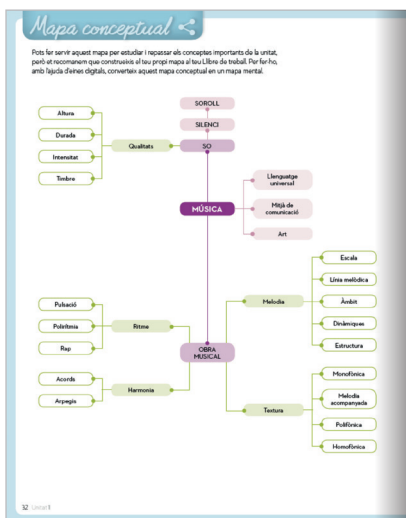 Mapa conceptual
Pots fer servir aquest mapa per estudiar i repassar els conceptes importants de la unitat,
però et recomanem que construeixis el teu propi mapa al teu Llibre de treball. Per fer-ho,
amb l'ajuda d'eines digitals, converteix aquest mapa conceptual en un mapa mental.
SOROLL
SILENCI
SO
Altura
Durada
Intensitat
Timbre
Qualitats
MÚSICA
Llenguatge
universal
Mitjà de
comunicació
Art
Escala
Línia melòdica
Àmbit
Dinàmiques
Estructura
Melodia
Pulsació
Polirítmia
Rap
Ritme
OBRA
MUSICAL
Acords
Arpegis
Harmonia
Textura
Monofònica
Melodia
acompanyada
Polifònica
Homofònica
32 Unitat 1